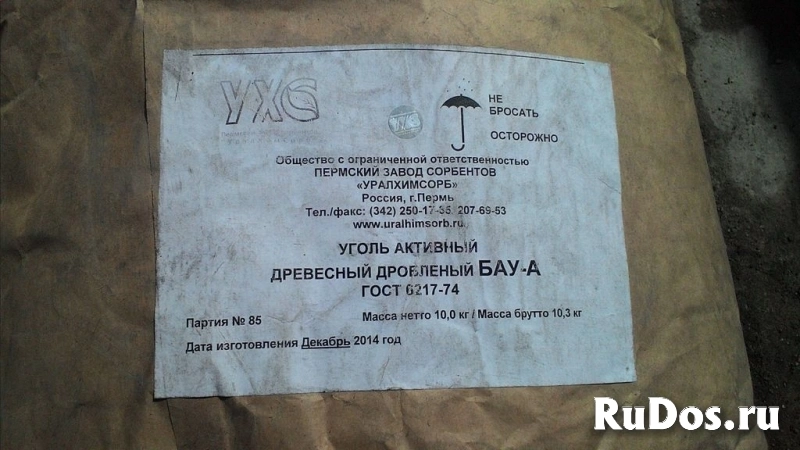 УХС
НЕ
БРОСАТЬ
ОСТОРОЖНО
Общество с ограниченной ответственностью
ПЕРМСКИЙ ЗАВОД СОРБЕНТОВ
«УРАЛХИМСОРБ»
Россия, г.Пермь
Тел./факс: (342) 250-17-35, 207-69-53
www.uralhimsorb.ru
УГОЛЬ АКТИВНЫЙ
ДРЕВЕСНЫЙ ДРОБЛЕНЫЙ БАУ-А
ГОСТ 6217-74
Партия № 85
Масса нетто 10,0 кг / Масса брутто 10,3 кг
Дата изготовления Декабрь 2014 год
RuDos.ru